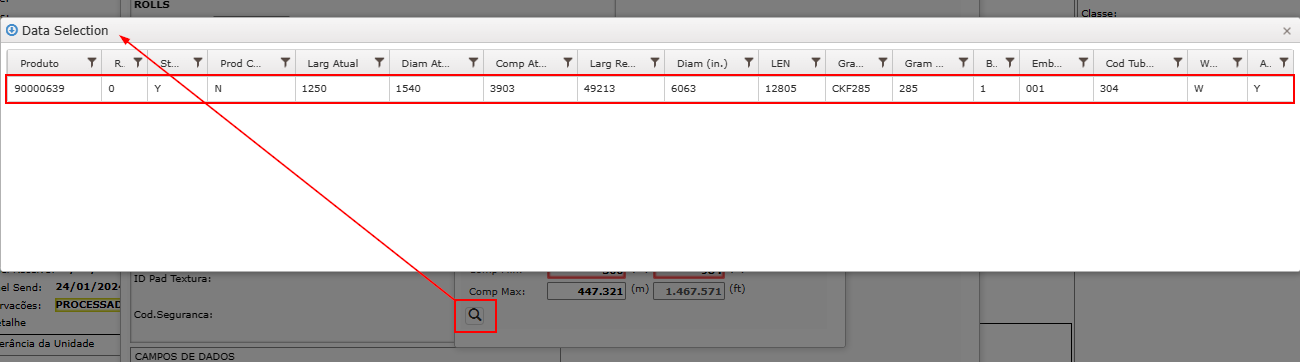 ROLLS
Classe:
Data Selection
Produto R. St... Prod C... Larg Atual Diam At... Comp At... Larg Re... Diam (in.) LEN Gra... Gram ... B.. Emb... Cod Tub... W... A..
90000639 0 Y N 1250 1540 3903 49213 6063 12805 CKF285 285 1 001 304 W Y
ID Pad Textura:
el Send: 24/01/2024
Comp Max: 447.321 (m) 1.467.571 (ft)
rvacões: PROCESSAD
Cod.Seguranca:
etalhe
erância da Unidade
CAMPOS DE DADOS